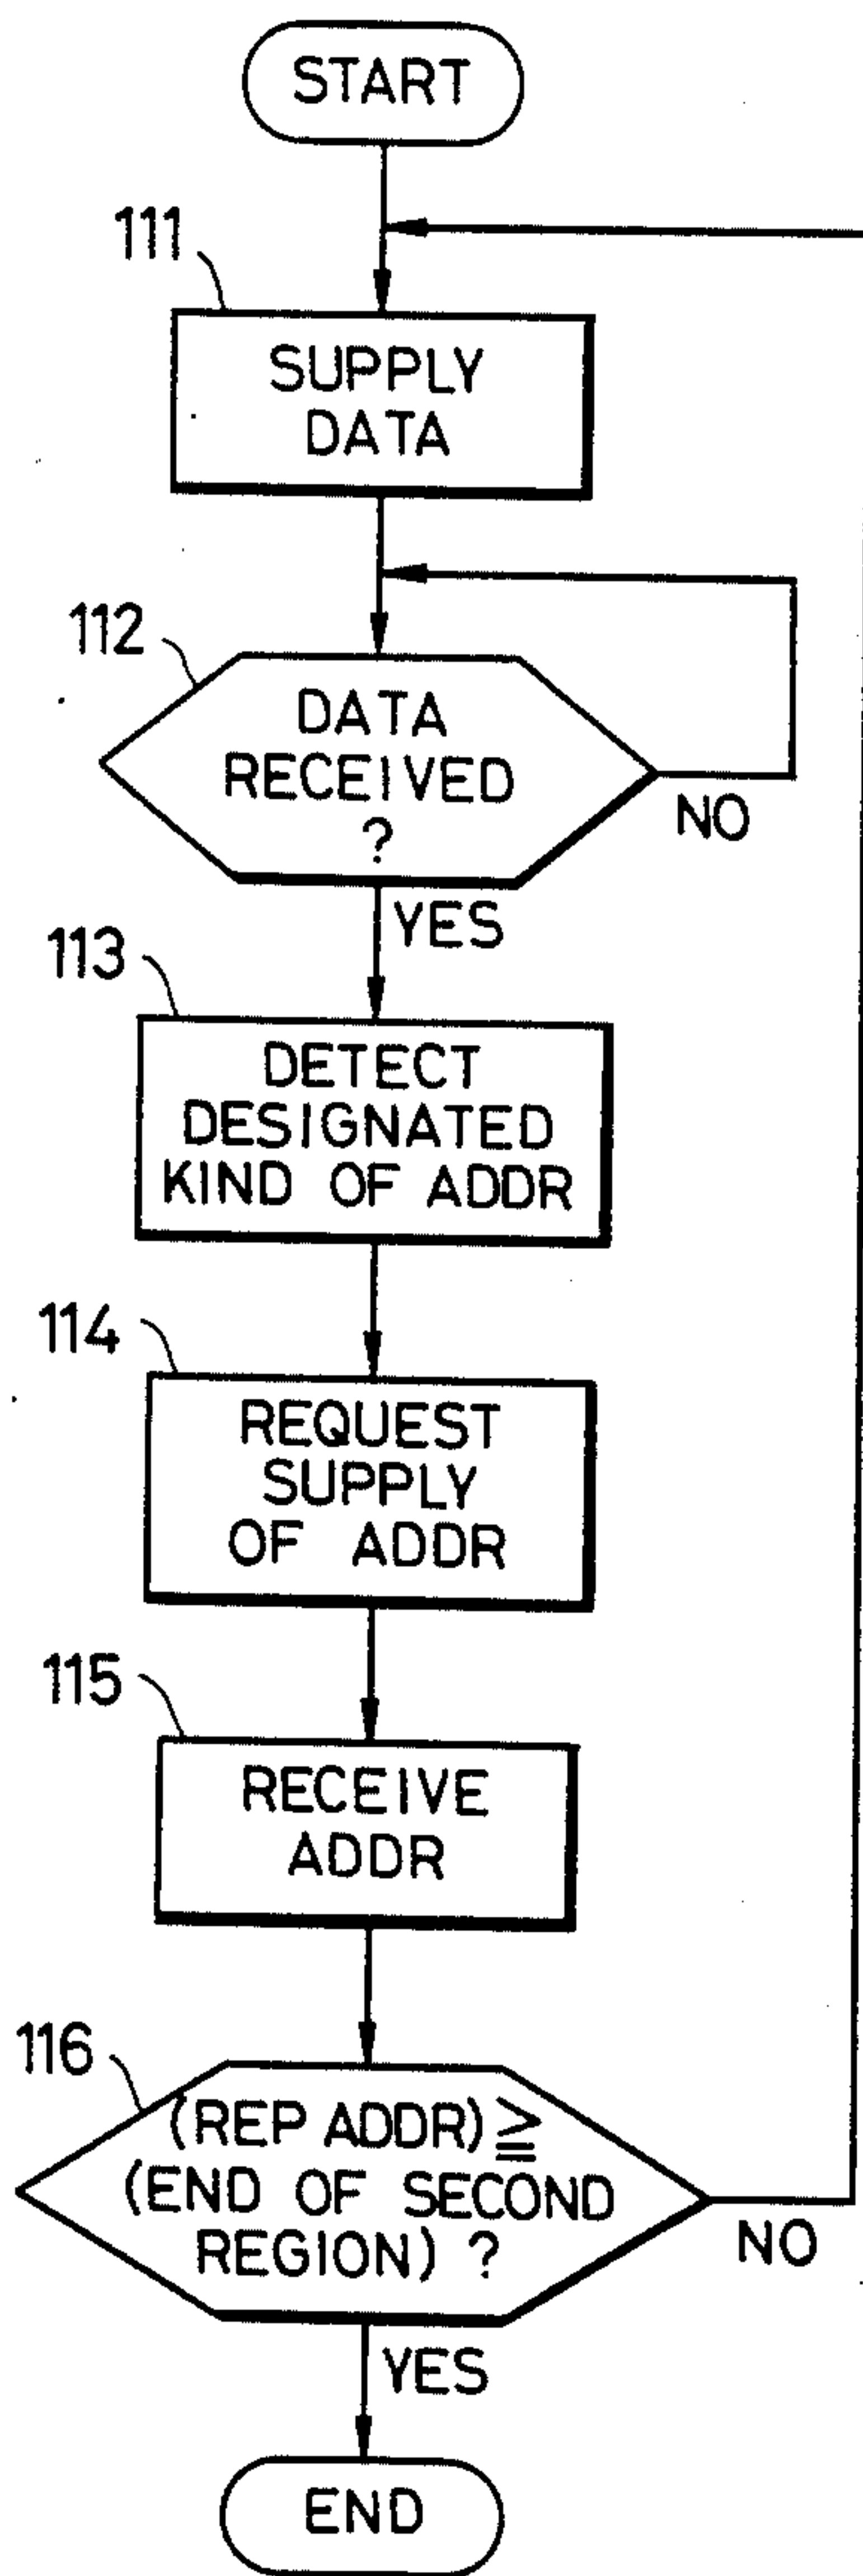 START
111
SUPPLY
DATA
112
DATA
RECEIVED
?
NO
YES
113
DETECT
DESIGNATED
KIND OF ADDR
114
REQUEST
SUPPLY
OF ADDR
115
RECEIVE
ADDR
116
(REP ADDR) ≧
(END OF SECOND
REGION) ?
NO
YES
END